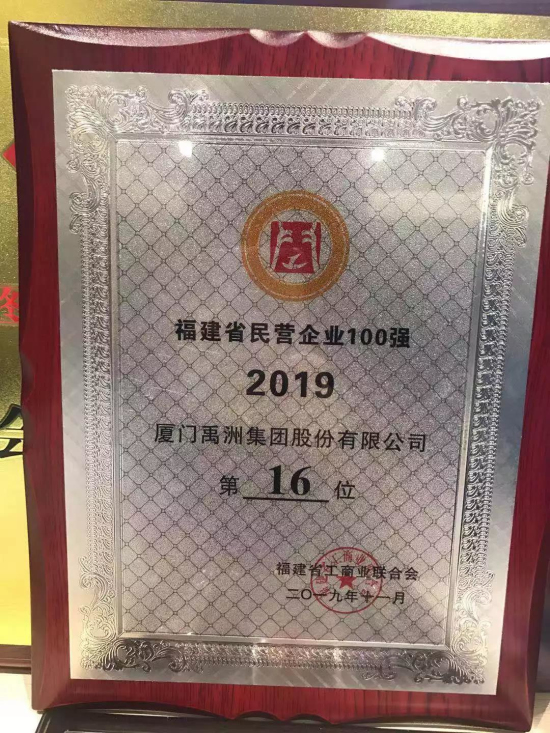 福建省民营企业100强
2019
厦门禹洲集团股份有限公司
第 16 位
福建省工商业联合会
二〇一九年十一月